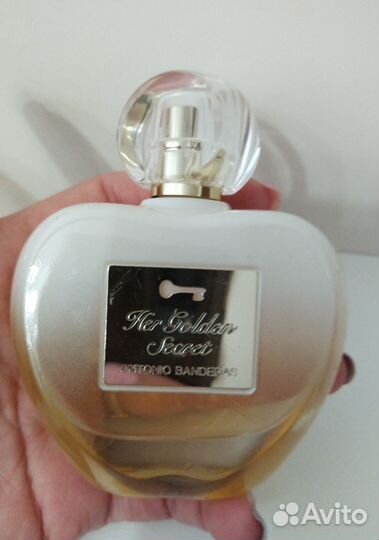 Her Golden
Secret
ANTONIO BANDERAS
Avito